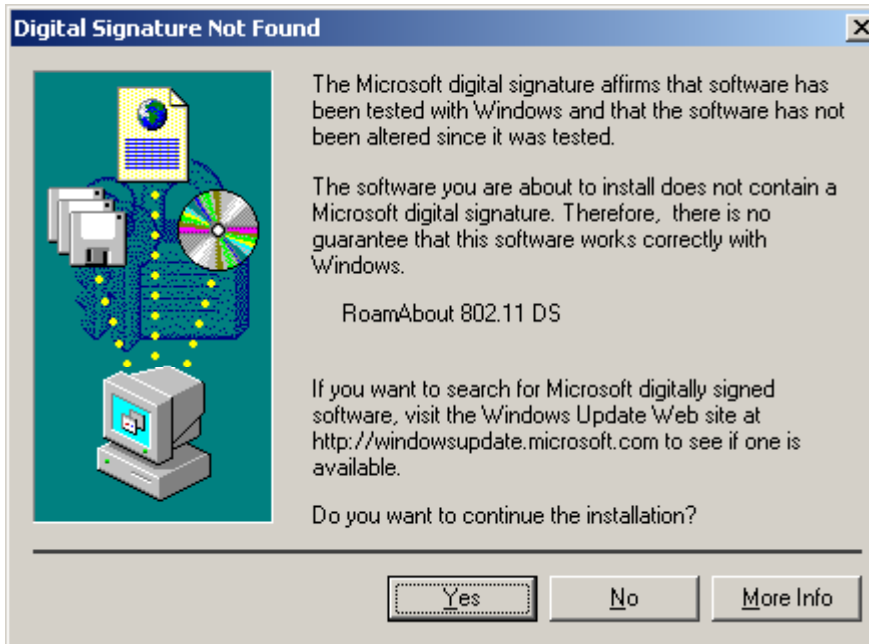 Digital Signature Not Found
The Microsoft digital signature affirms that software has
been tested with Windows and that the software has not
been altered since it was tested.
The software you are about to install does not contain a
Microsoft digital signature. Therefore,  there is no
guarantee that this software works correctly with
Windows.
RoamAbout 802.11 DS
If you want to search for Microsoft digitally signed
software, visit the Windows Update Web site at
http://windowsupdate.microsoft.com to see if one is
available.
Do you want to continue the installation?
Yes No More Info